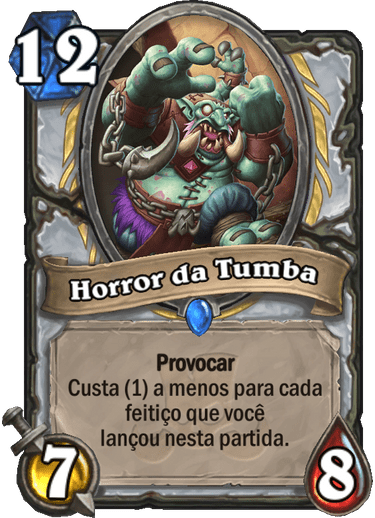 12
Horror da Tumba
Provocar
Custa (1) a menos para cada
feitiço que você
lançou nesta partida.
7
8